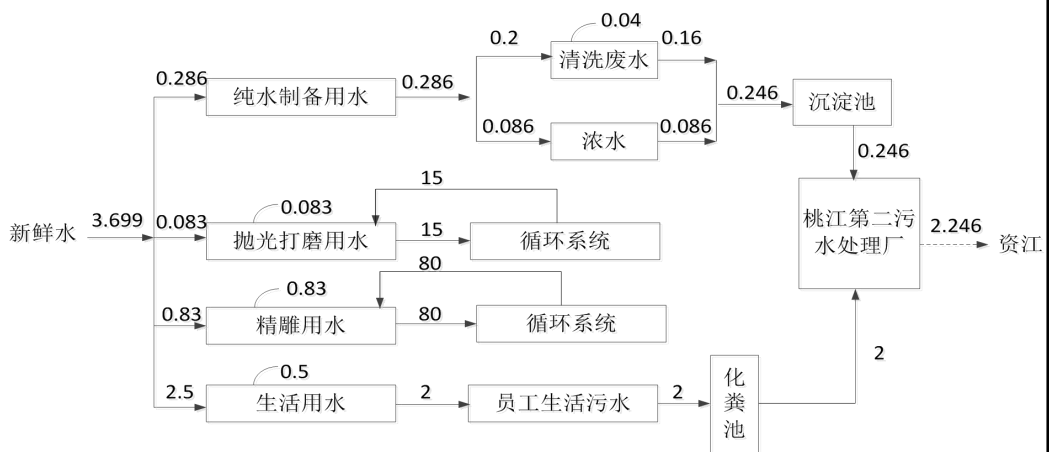 0.04
0.2
0.16
清洗废水
0.286
纯水制备用水
0.286
0.246
沉淀池
0.086
浓水
0.086
0.246
15
0.083
桃江第二污
水处理厂
新鲜水
3.699
0.083
抛光打磨用水
15
循环系统
2.246
资江
80
0.83
0.83
精雕用水
80
循环系统
2
0.5
化
粪
池
2.5
生活用水
2
员工生活污水
2